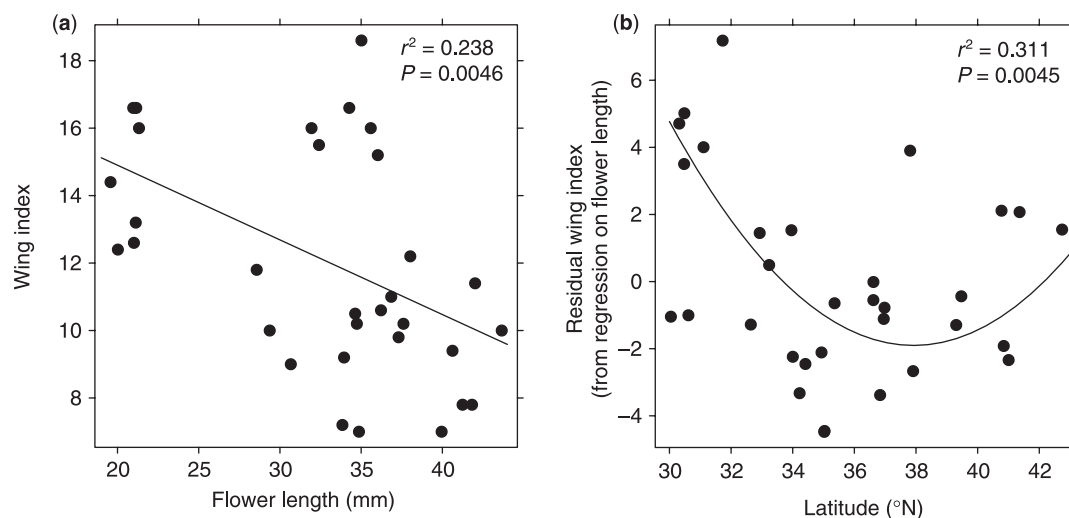 (a)
r² = 0.238
P = 0.0046
18
16
14
12
10
8
Wing index
20
25
30
35
40
Flower length (mm)
(b)
r² = 0.311
P = 0.0045
6
4
2
0
−2
−4
Residual wing index
(from regression on flower length)
30
32
34
36
38
40
42
Latitude (°N)